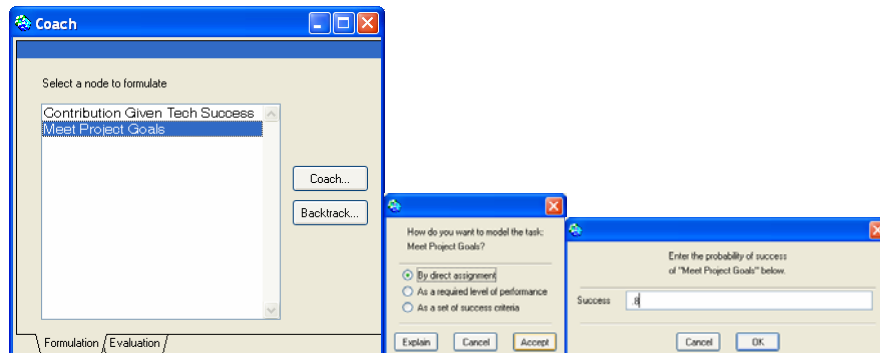 Coach
Select a node to formulate
Contribution Given Tech Success
Meet Project Goals
Coach...
Backtrack...
Formulation
Evaluation
How do you want to model the task:
Meet Project Goals?
By direct assignment
As a required level of performance
As a set of success criteria
Explain
Cancel
Accept
Enter the probability of success
of "Meet Project Goals" below.
Success
.8
Cancel
OK